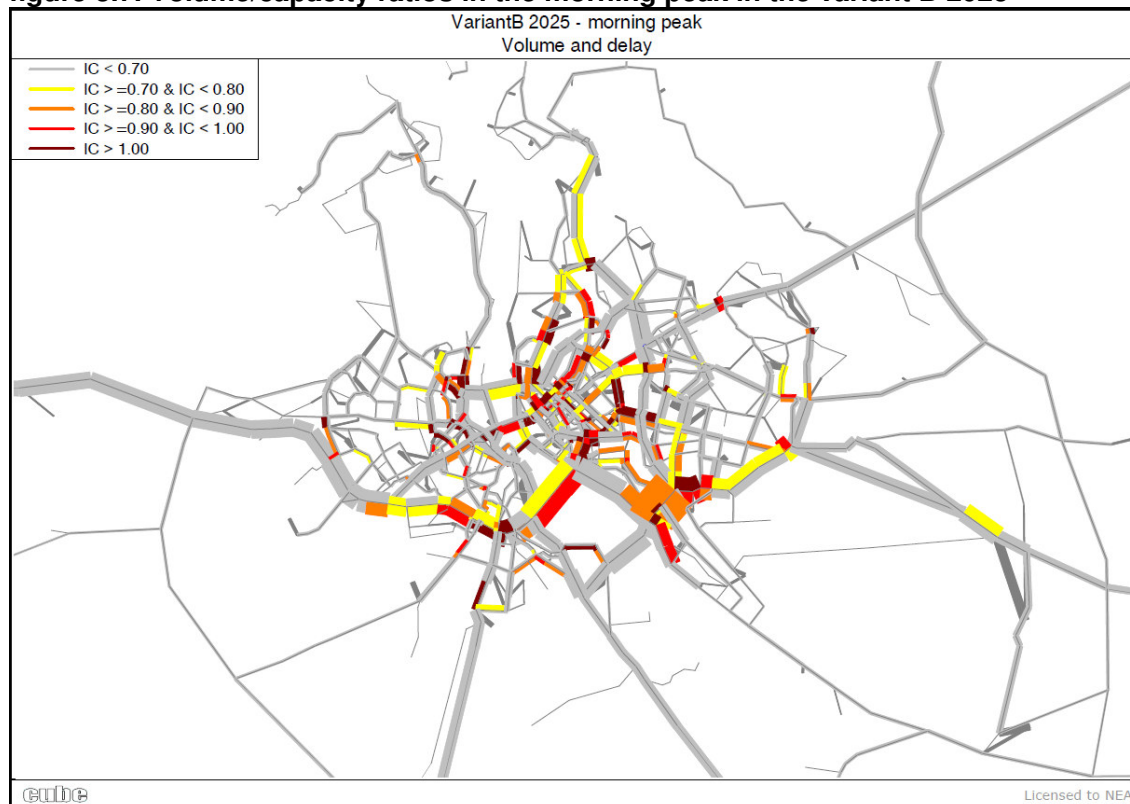 VariantB 2025 - morning peak
Volume and delay
IC < 0.70
IC > =0.70 & IC < 0.80
IC > =0.80 & IC < 0.90
IC > =0.90 & IC < 1.00
IC > 1.00
cube
Licensed to NEA